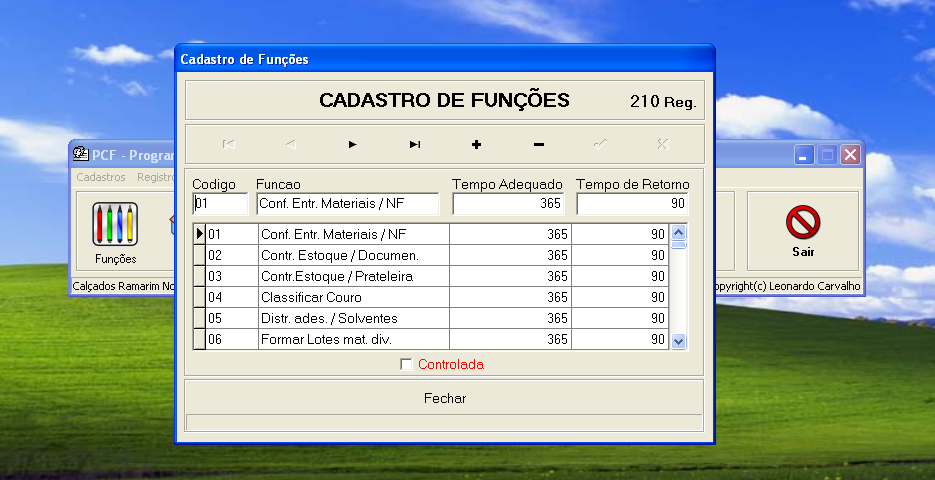 Cadastro de Funções
CADASTRO DE FUNÇÕES 210 Reg.
PCF - Progra
Cadastros Registro
Codigo Funcao Tempo Adequado Tempo de Retorno
01 Conf. Entr. Materiais / NF 365 90
01 Conf. Entr. Materiais / NF 365 90
02 Contr. Estoque / Documen. 365 90
03 Contr.Estoque / Prateleira 365 90
04 Classificar Couro 365 90
05 Distr. ades. / Solventes 365 90
06 Formar Lotes mat. div. 365 90
Controlada
Fechar
Funções
Sair
Calçados Ramarim No
opyright(c) Leonardo Carvalho